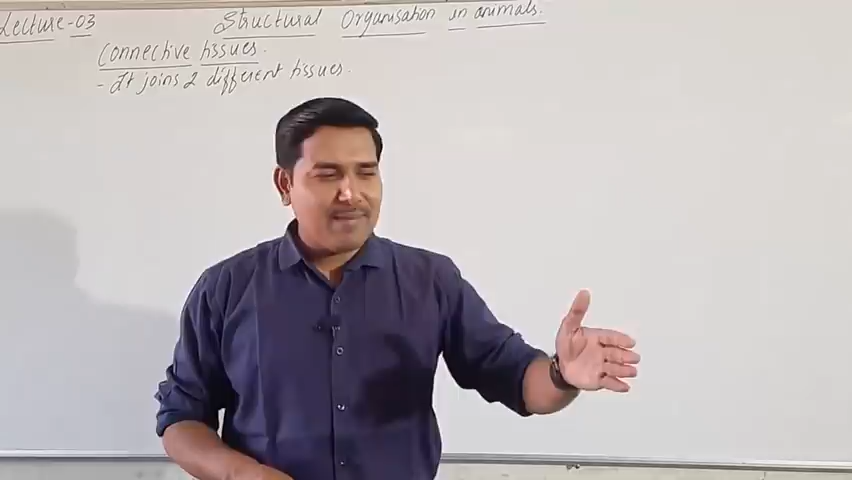 Lecture-03 Structural Organisation in animals.
Connective tissues.
- It joins 2 different tissues.